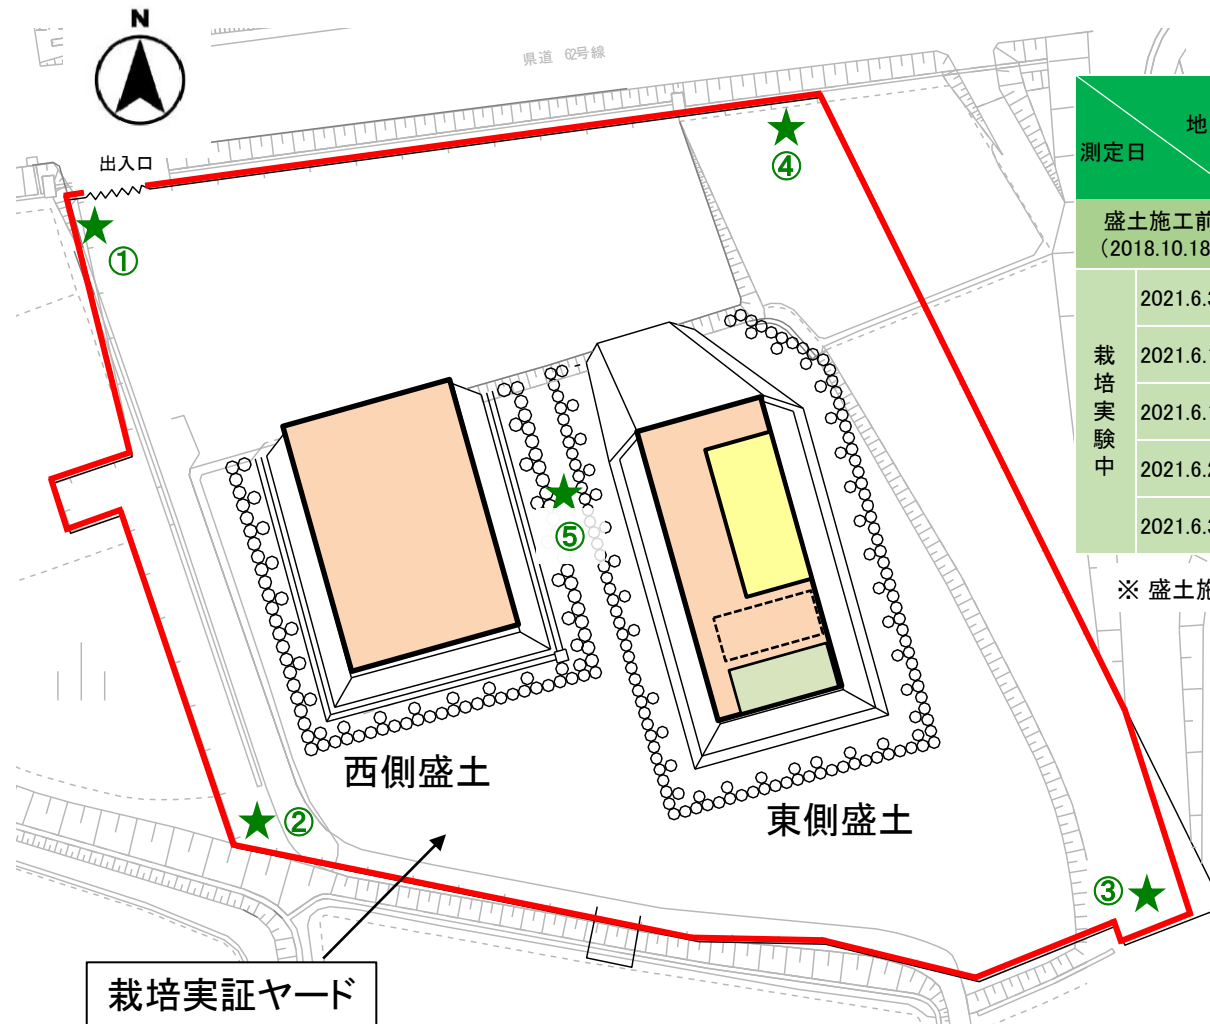 N
県道 62号線
出入口
①
②
③
④
⑤
西側盛土
東側盛土
栽培実証ヤード
地
測定日
盛土施工前
(2018.10.18
栽培実験中
2021.6.3
2021.6.1
2021.6.1
2021.6.2
2021.6.3
※ 盛土施